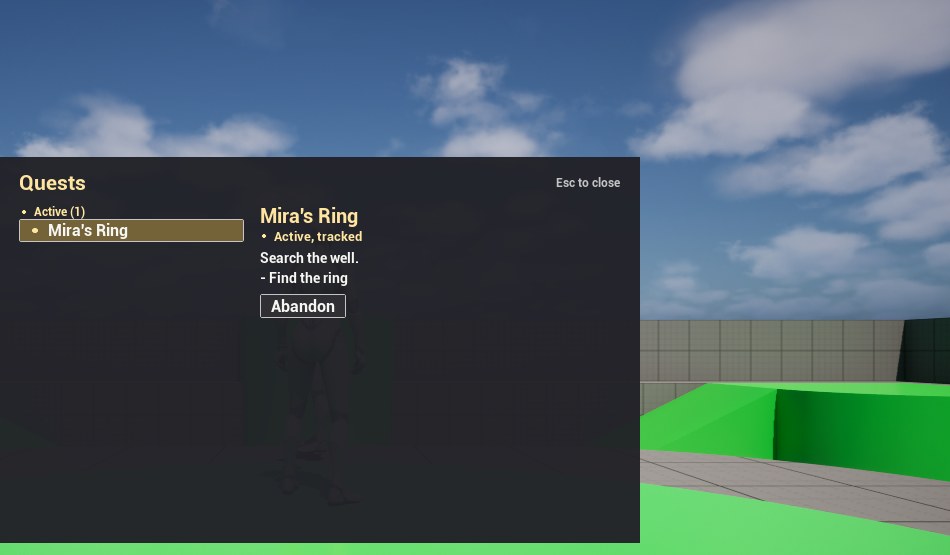 Quests
Esc to close
• Active (1)
• Mira's Ring
Mira's Ring
• Active, tracked
Search the well.
- Find the ring
Abandon